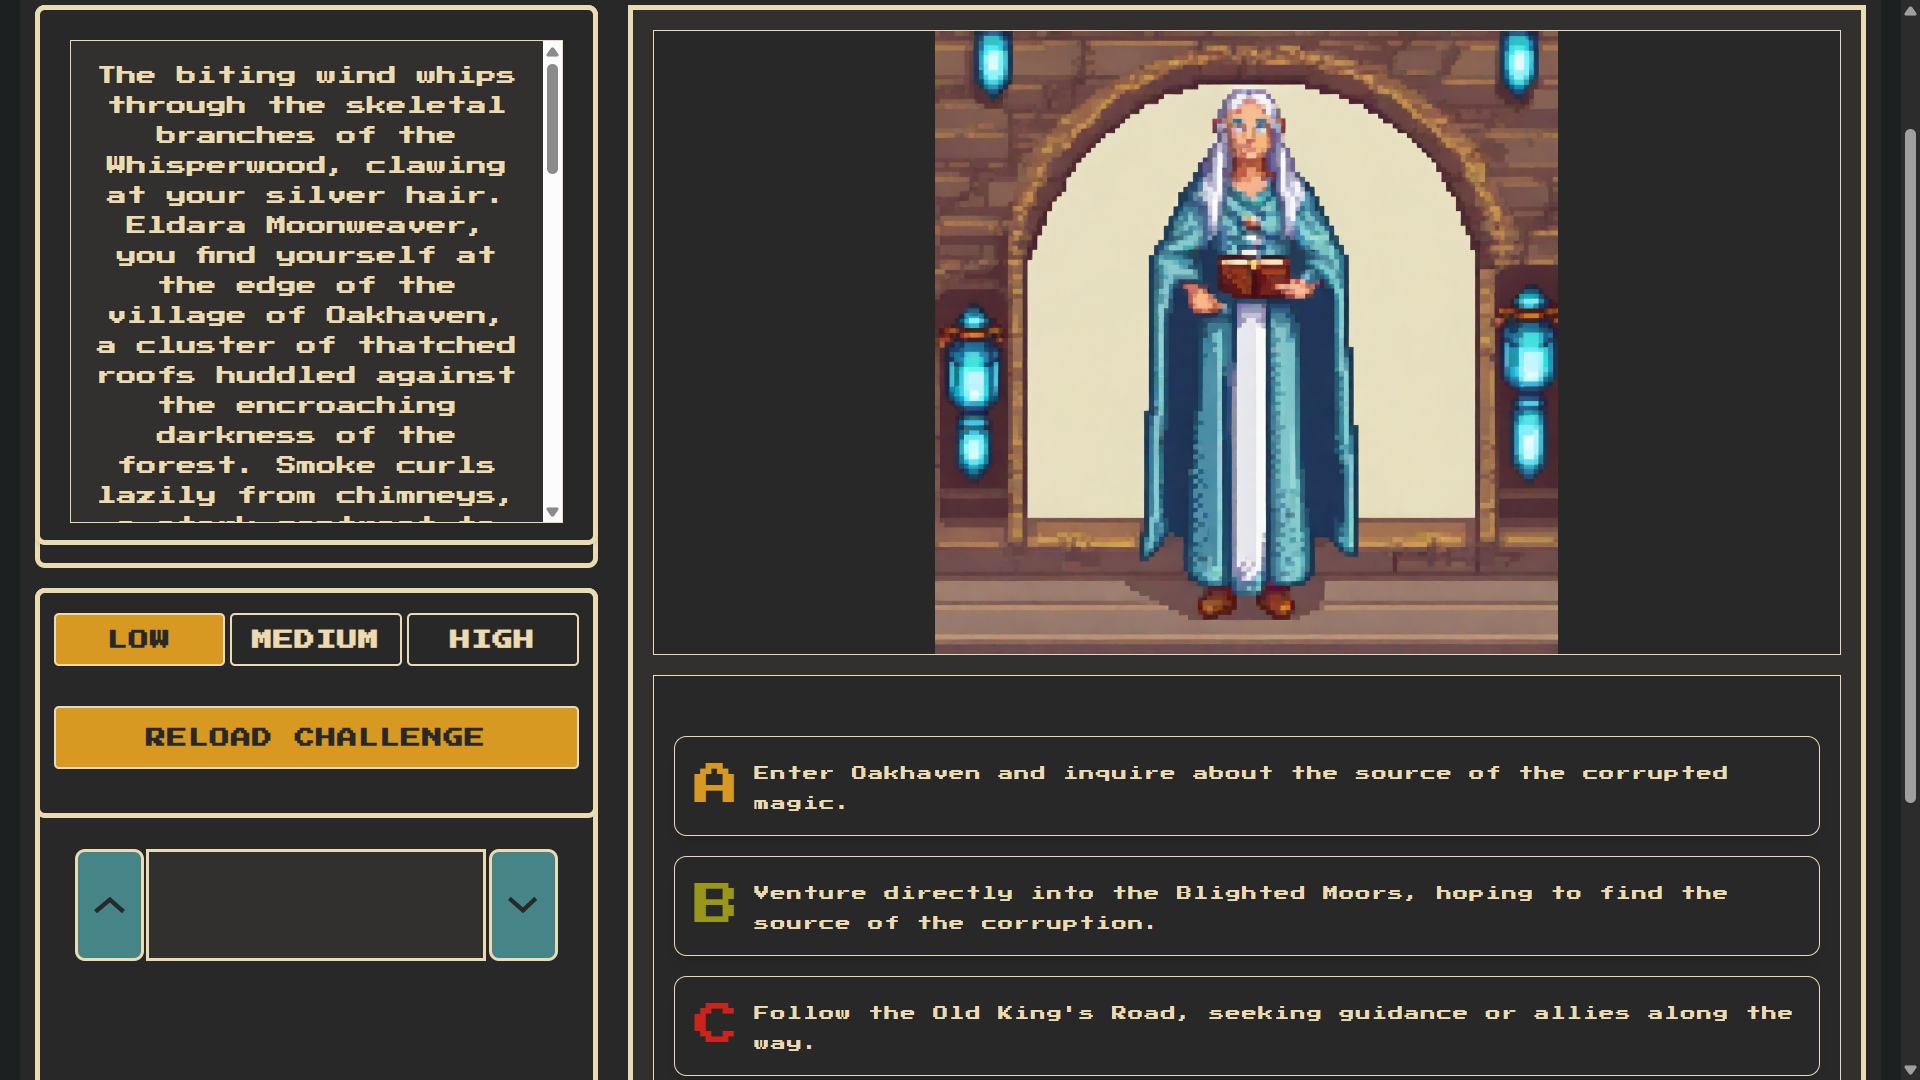 The biting wind whips
through the skeletal
branches of the
Whisperwood, clawing
at your silver hair.
Eldara Moonweaver,
you find yourself at
the edge of the
village of Oakhaven,
a cluster of thatched
roofs huddled against
the encroaching
darkness of the
forest. Smoke curls
lazily from chimneys,
LOW
MEDIUM
HIGH
RELOAD CHALLENGE
A
Enter Oakhaven and inquire about the source of the corrupted
magic.
B
Venture directly into the Blighted Moors, hoping to find the
source of the corruption.
C
Follow the Old King's Road, seeking guidance or allies along the
way.